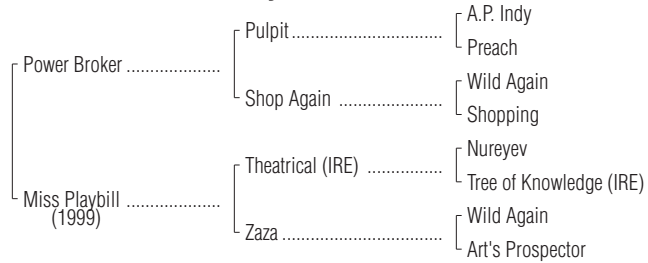 A.P. Indy
Pulpit..............................
Preach
Power Broker ....................
Wild Again
Shop Again .....................
Shopping
Nureyev
Theatrical (IRE) ...............
Tree of Knowledge (IRE)
Miss Playbill ....................
(1999)
Wild Again
Zaza ................................
Art's Prospector